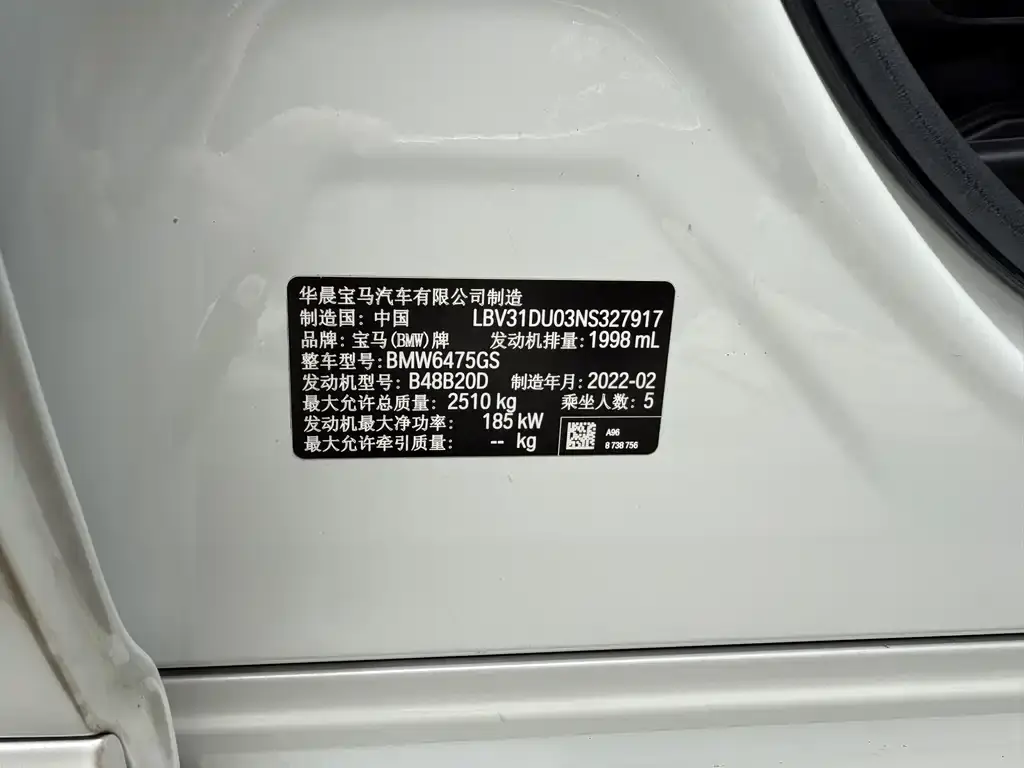 华晨宝马汽车有限公司制造
制造国: 中国 LBV31DU03NS327917
品牌: 宝马(BMW)牌 发动机排量: 1998 mL
整车型号: BMW6475GS
发动机型号: B48B20D 制造年月: 2022-02
最大允许总质量: 2510 kg 乘坐人数: 5
发动机最大净功率: 185 kW
最大允许牵引质量: -- kg
A96
8 738 756